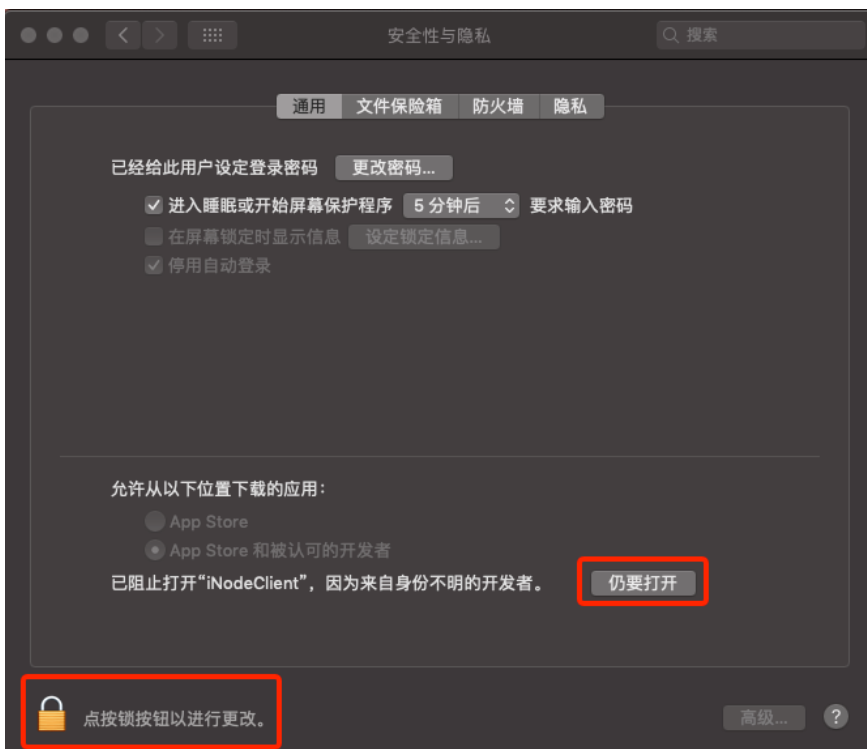 安全性与隐私
搜索
通用 文件保险箱 防火墙 隐私
已经给此用户设定登录密码 更改密码...
进入睡眠或开始屏幕保护程序 5 分钟后 要求输入密码
在屏幕锁定时显示信息 设定锁定信息...
停用自动登录
允许从以下位置下载的应用：
App Store
App Store 和被认可的开发者
已阻止打开“iNodeClient”，因为来自身份不明的开发者。 仍要打开
点按锁按钮以进行更改。
高级... ?